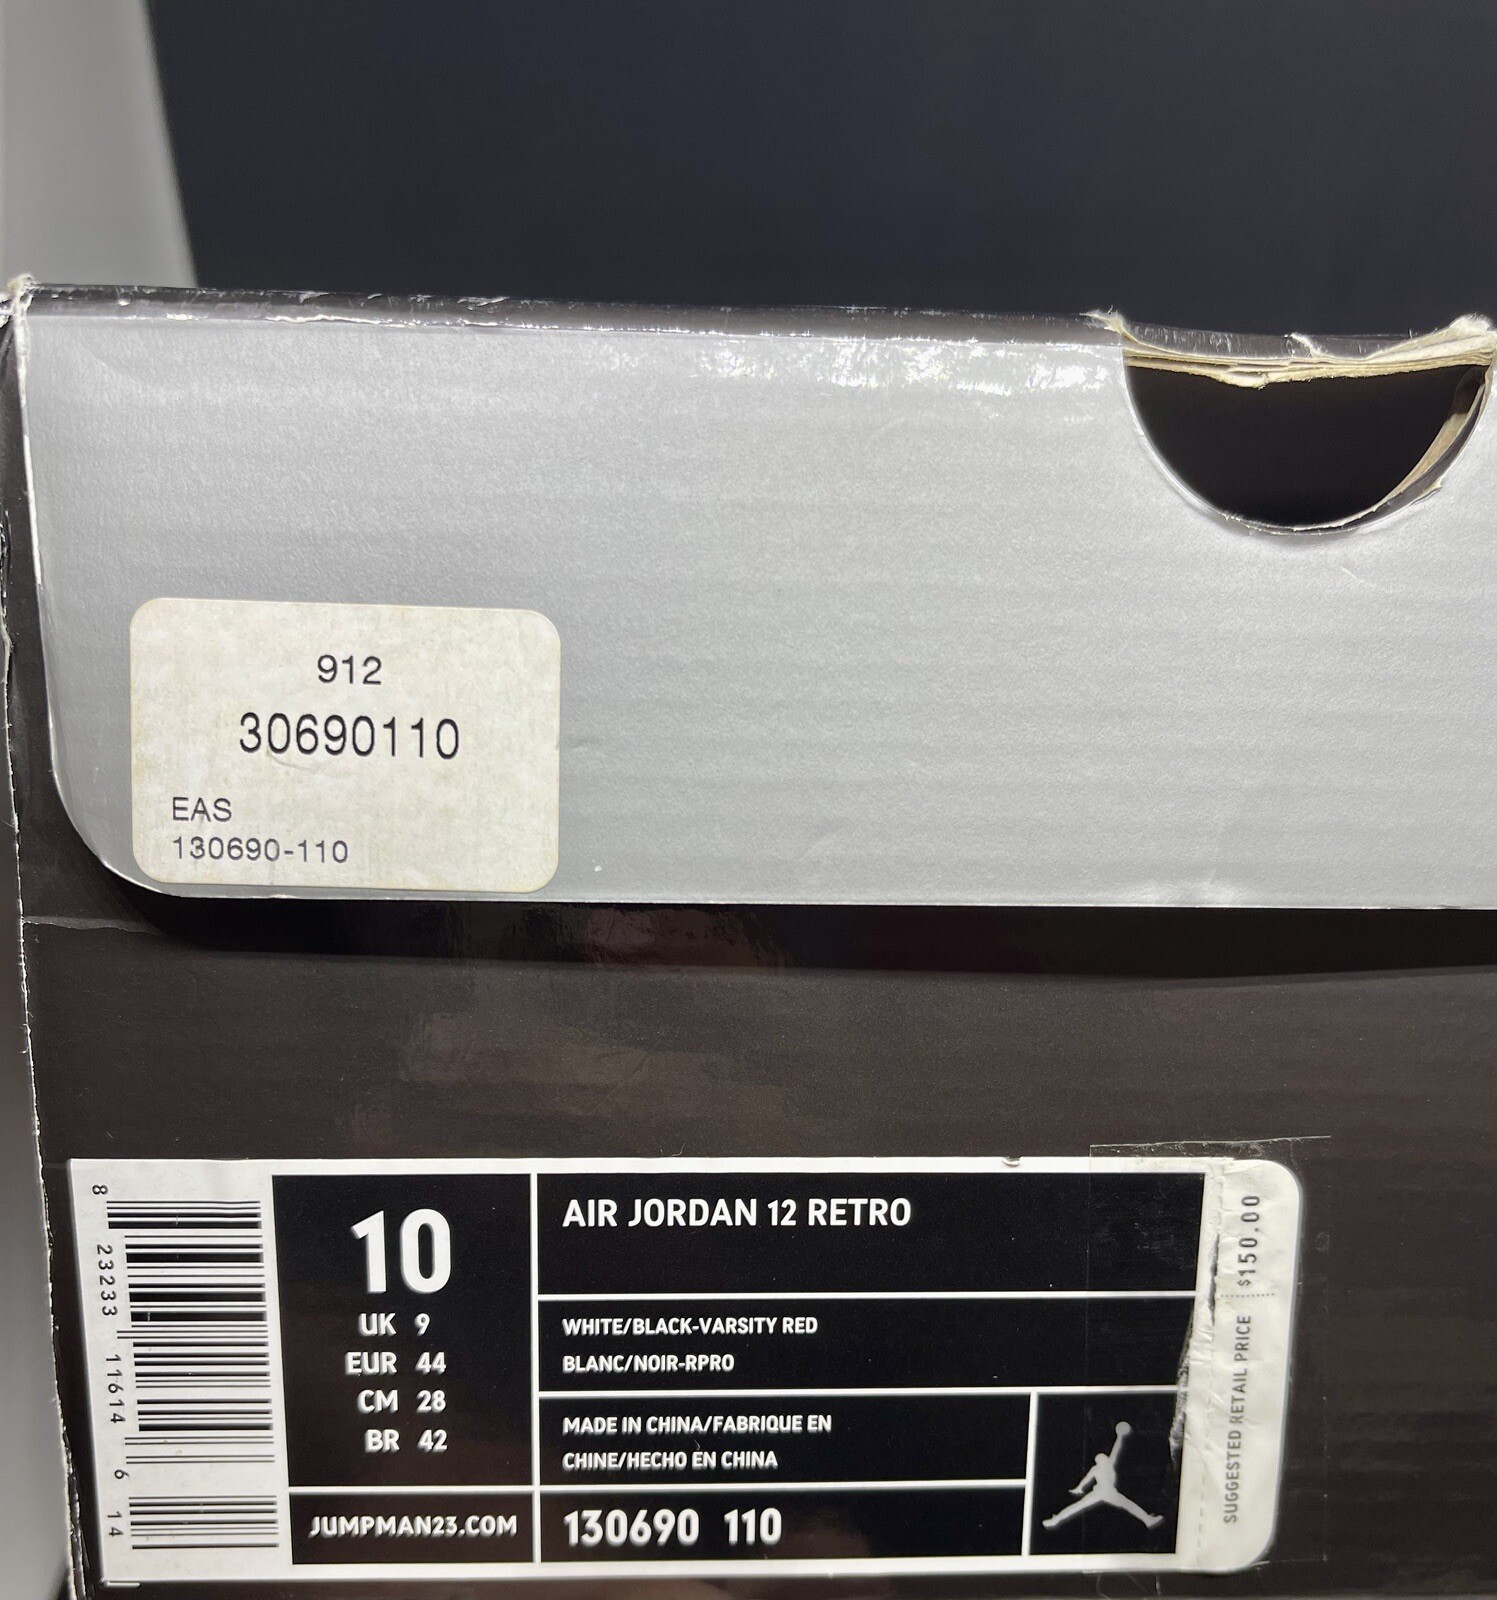 912
30690110
EAS
130690-110
8 23233 11614 6 14
10
UK 9
EUR 44
CM 28
BR 42
JUMPMAN23.COM
AIR JORDAN 12 RETRO
WHITE/BLACK-VARSITY RED
BLANC/NOIR-RPRO
MADE IN CHINA/FABRIQUE EN
CHINE/HECHO EN CHINA
130690 110
SUGGESTED RETAIL PRICE $150.00